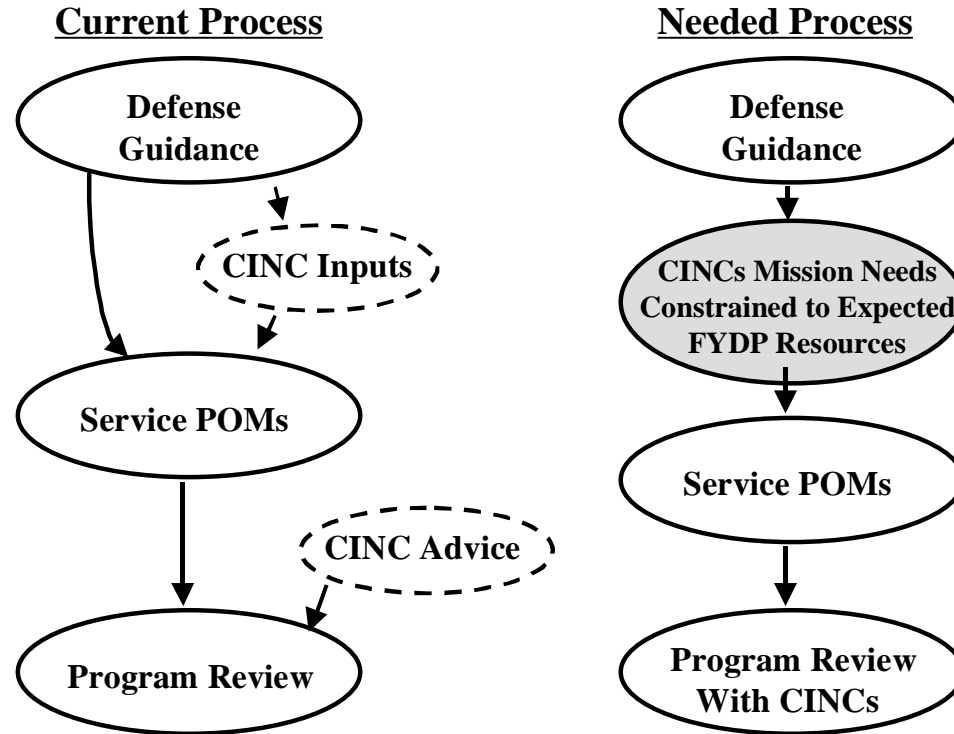 Current Process
Defense
Guidance
CINC Inputs
Service POMs
CINC Advice
Program Review
Needed Process
Defense
Guidance
CINCs Mission Needs
Constrained to Expected
FYDP Resources
Service POMs
Program Review
With CINCs